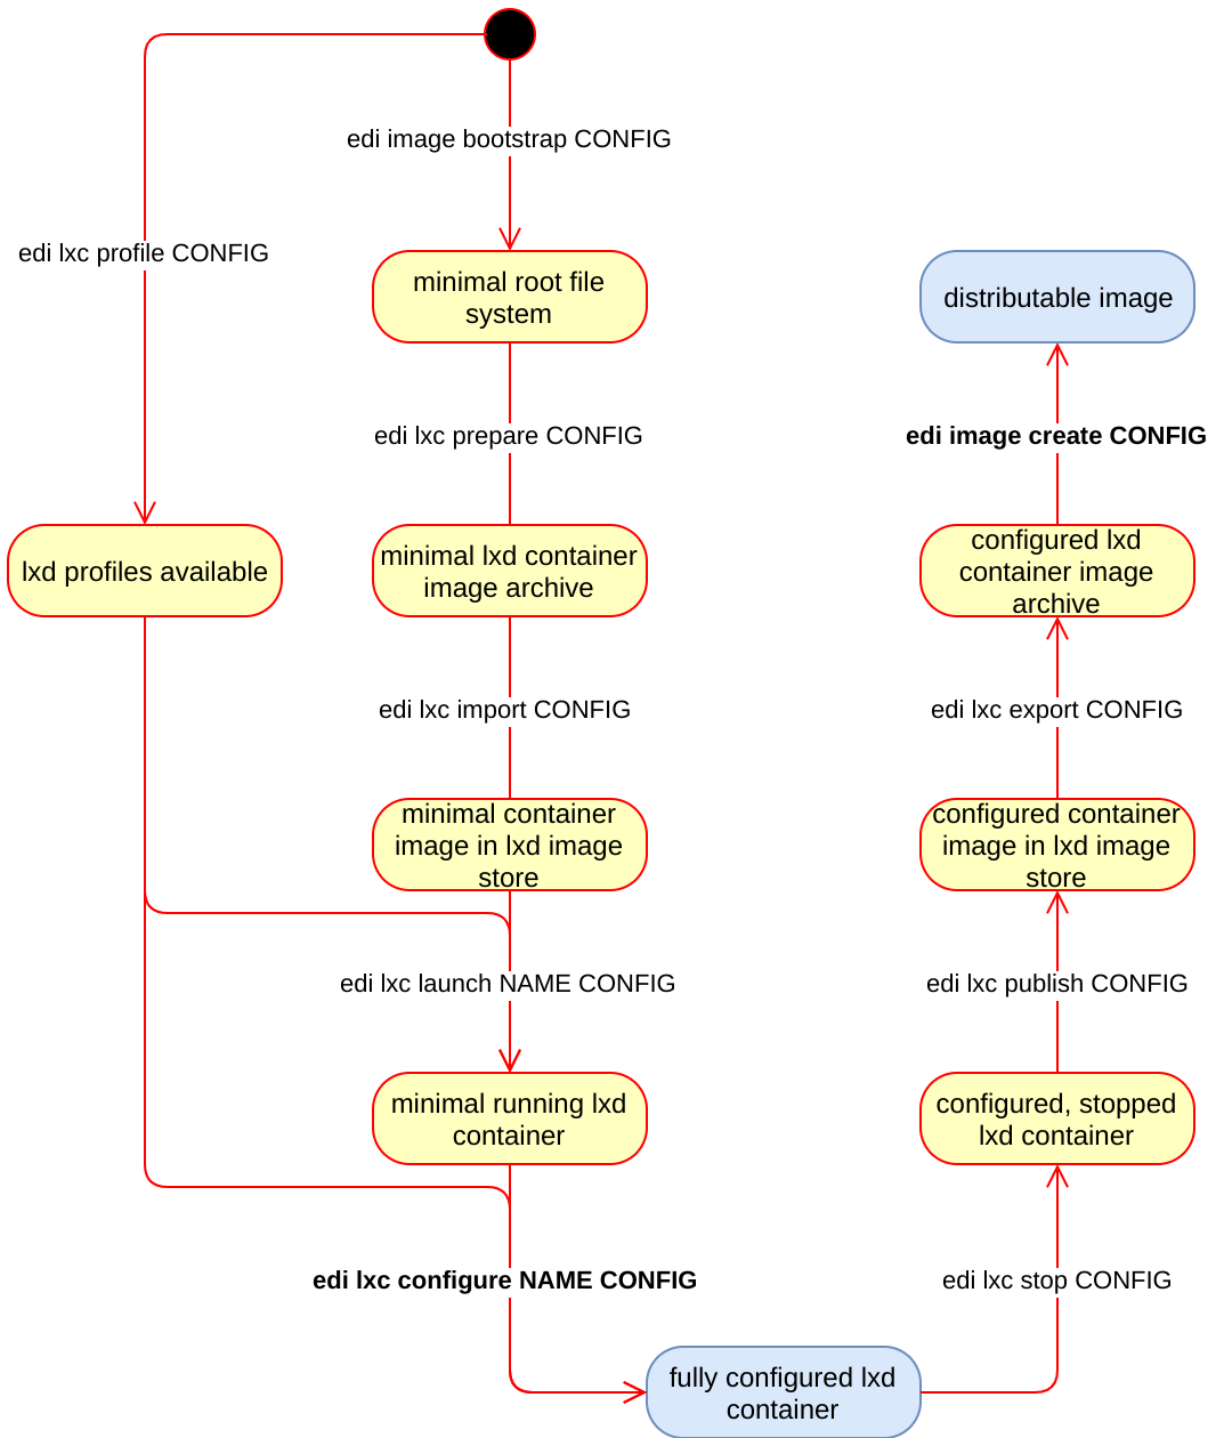 edi image bootstrap CONFIG
edi lxc profile CONFIG
minimal root file
system
distributable image
edi lxc prepare CONFIG
edi image create CONFIG
lxd profiles available
minimal lxd container
image archive
configured lxd
container image
archive
edi lxc import CONFIG
edi lxc export CONFIG
minimal container
image in lxd image
store
configured container
image in lxd image
store
edi lxc launch NAME CONFIG
edi lxc publish CONFIG
minimal running lxd
container
configured, stopped
lxd container
edi lxc configure NAME CONFIG
edi lxc stop CONFIG
fully configured lxd
container